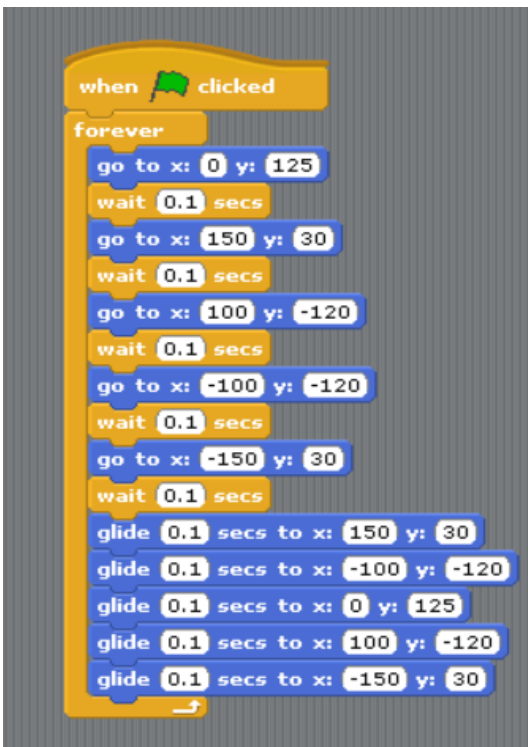 when clicked
forever
go to x: 0 y: 125
wait 0.1 secs
go to x: 150 y: 30
wait 0.1 secs
go to x: 100 y: -120
wait 0.1 secs
go to x: -100 y: -120
wait 0.1 secs
go to x: -150 y: 30
wait 0.1 secs
glide 0.1 secs to x: 150 y: 30
glide 0.1 secs to x: -100 y: -120
glide 0.1 secs to x: 0 y: 125
glide 0.1 secs to x: 100 y: -120
glide 0.1 secs to x: -150 y: 30